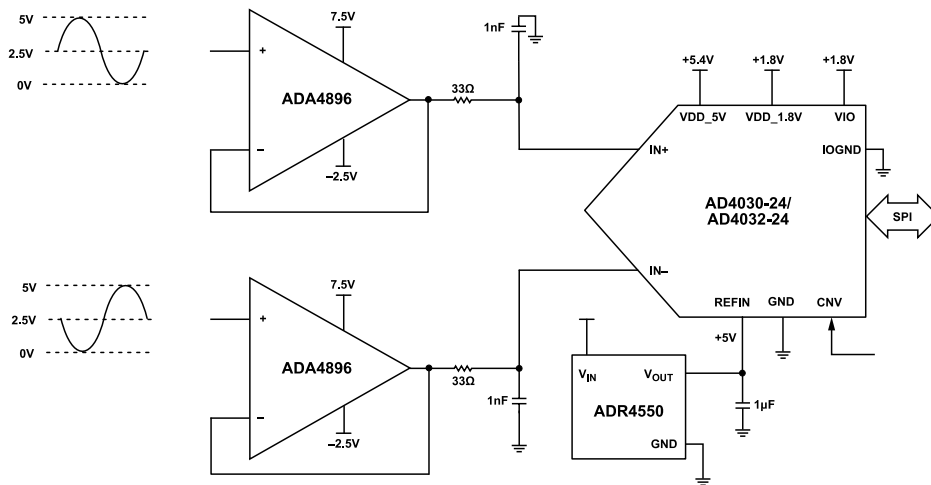 5V
2.5V
0V
+
−
7.5V
ADA4896
−2.5V
33Ω
1nF
+5.4V
+1.8V
+1.8V
VDD_5V
VDD_1.8V
VIO
IN+
IOGND
AD4030-24/
AD4032-24
SPI
IN−
REFIN
GND
CNV
+5V
5V
2.5V
0V
+
−
7.5V
ADA4896
−2.5V
33Ω
1nF
VIN
VOUT
ADR4550
GND
1µF